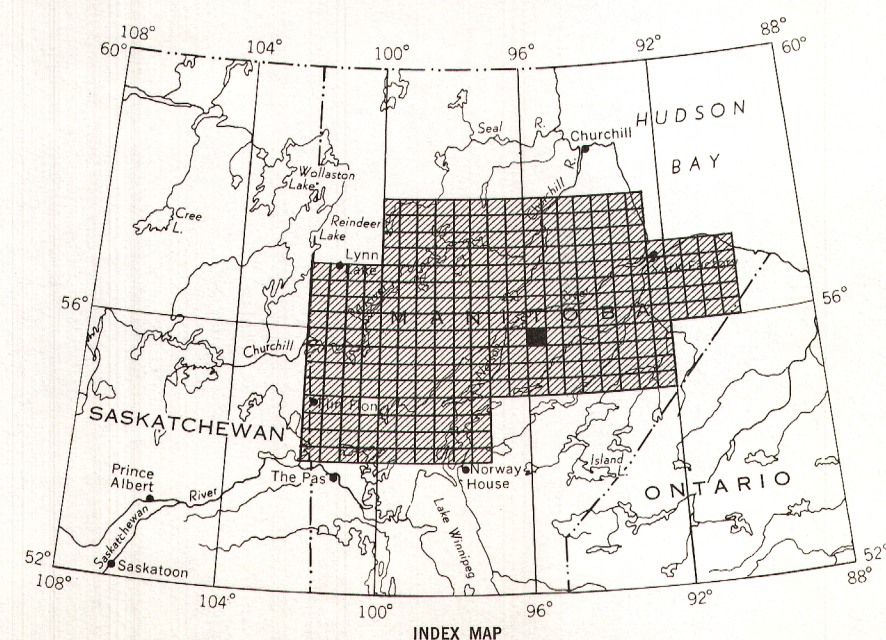 108°
104°
100°
96°
92°
88°
60°
60°
HUDSON
BAY
Seal
R.
Churchill
R.
Wollaston
Lake
Cree
L.
Reindeer
Lake
Lynn
Lake
56°
56°
MANITOBA
Churchill
Flin Flon
SASKATCHEWAN
Prince
Albert
River
The Pas
Norway
House
Island
L.
ONTARIO
Saskatchewan
Lake Winnipeg
Saskatoon
52°
52°
108°
104°
100°
96°
92°
88°
INDEX MAP